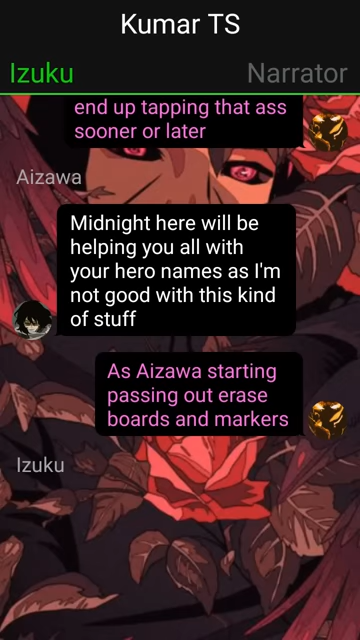 Kumar TS
Izuku
Narrator
end up tapping that ass
sooner or later
Aizawa
Midnight here will be
helping you all with
your hero names as I'm
not good with this kind
of stuff
As Aizawa starting
passing out erase
boards and markers
Izuku